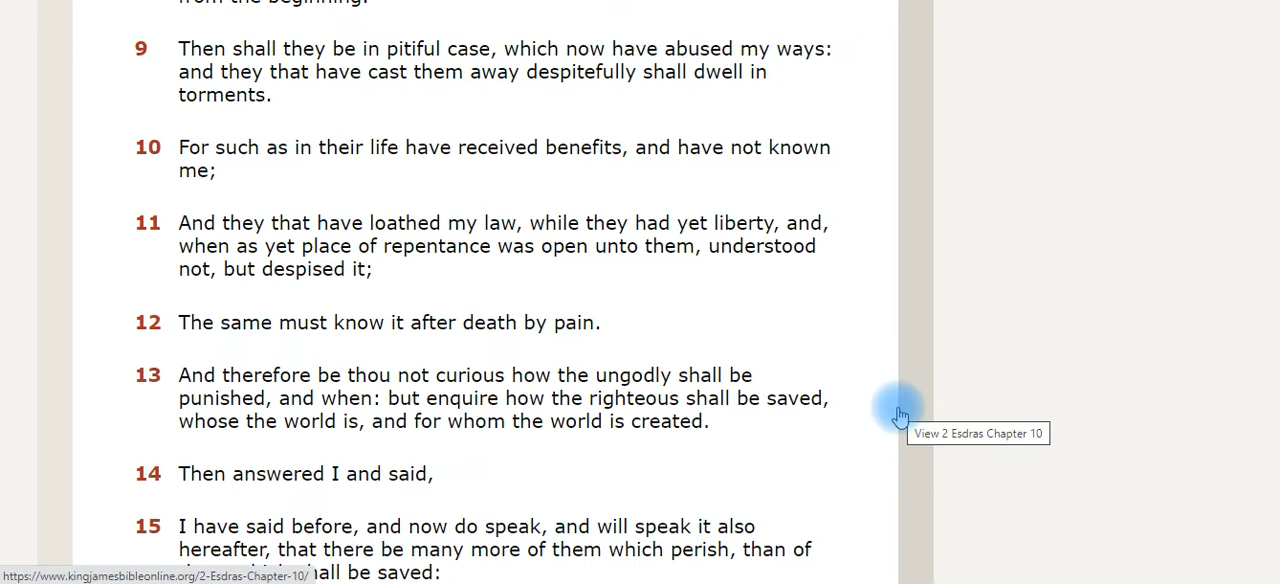 from the beginning.
9 Then shall they be in pitiful case, which now have abused my ways:
and they that have cast them away despitefully shall dwell in
torments.
10 For such as in their life have received benefits, and have not known
me;
11 And they that have loathed my law, while they had yet liberty, and,
when as yet place of repentance was open unto them, understood
not, but despised it;
12 The same must know it after death by pain.
13 And therefore be thou not curious how the ungodly shall be
punished, and when: but enquire how the righteous shall be saved,
whose the world is, and for whom the world is created.
View 2 Esdras Chapter 10
14 Then answered I and said,
15 I have said before, and now do speak, and will speak it also
hereafter, that there be many more of them which perish, than of
shall be saved:
https://www.kingjamesbibleonline.org/2-Esdras-Chapter-10/